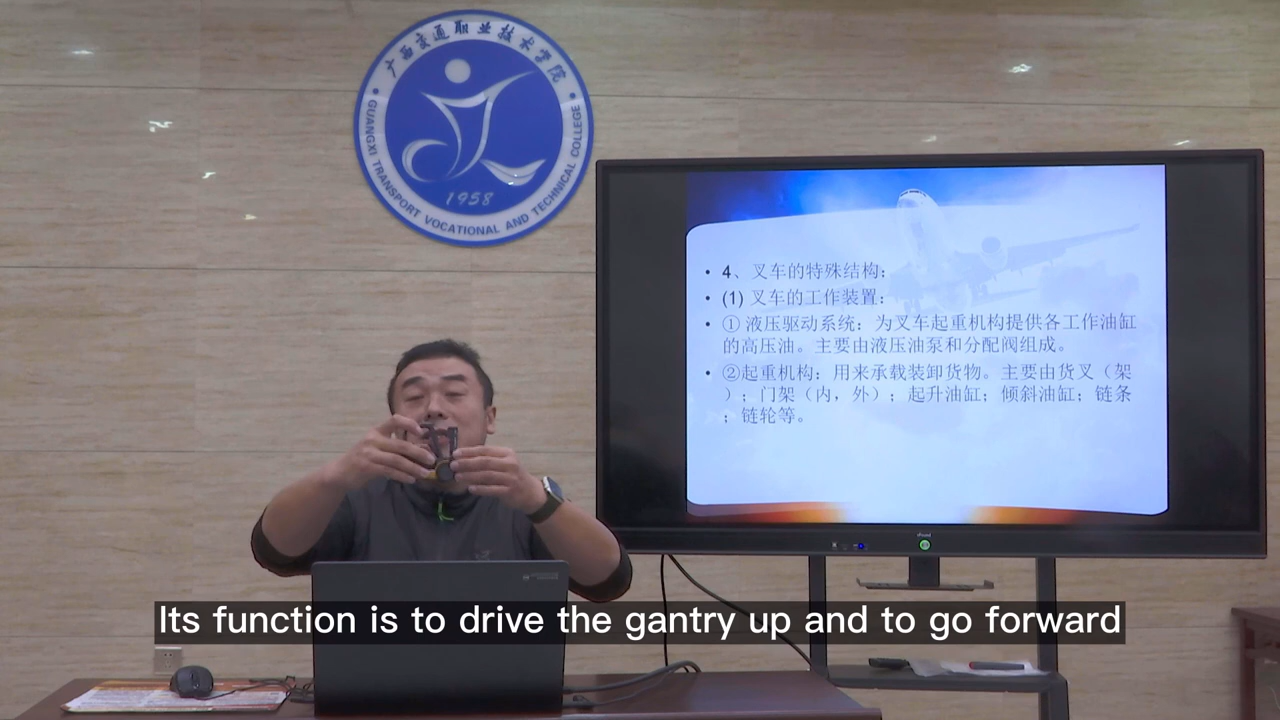 广西交通职业技术学院
GUANGXI TRANSPORT VOCATIONAL AND TECHNICAL COLLEGE
1958
• 4、叉车的特殊结构：
• (1) 叉车的工作装置：
• ① 液压驱动系统：为叉车起重机构提供各工作油缸
的高压油。主要由液压油泵和分配阀组成。
• ②起重机构：用来承载装卸货物。主要由货叉（架
）；门架（内，外）；起升油缸；倾斜油缸；链条
；链轮等。
Its function is to drive the gantry up and to go forward